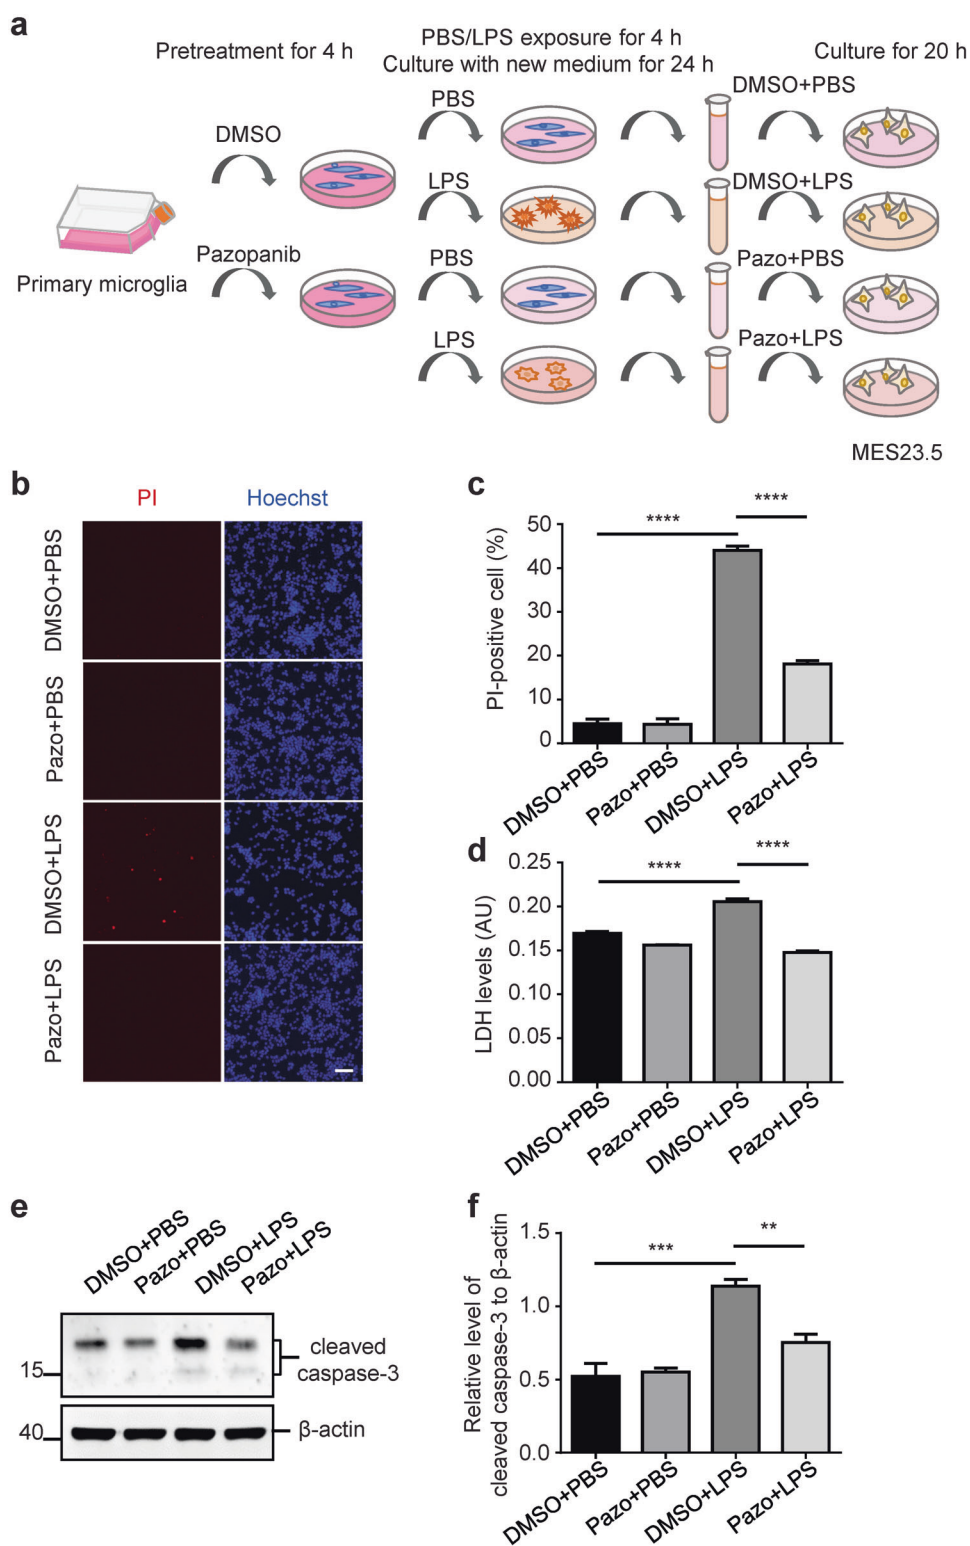 a
Pretreatment for 4 h
PBS/LPS exposure for 4 h
Culture with new medium for 24 h
Culture for 20 h
DMSO
PBS
DMSO+PBS
LPS
DMSO+LPS
Primary microglia
Pazopanib
PBS
Pazo+PBS
LPS
Pazo+LPS
MES23.5
b
PI
Hoechst
DMSO+PBS
Pazo+PBS
DMSO+LPS
Pazo+LPS
c
PI-positive cell (%)
50
40
30
20
10
0
****
****
DMSO+PBS
Pazo+PBS
DMSO+LPS
Pazo+LPS
d
LDH levels (AU)
0.25
0.20
0.15
0.10
0.05
0.00
****
****
DMSO+PBS
Pazo+PBS
DMSO+LPS
Pazo+LPS
e
DMSO+PBS
Pazo+PBS
DMSO+LPS
Pazo+LPS
15
cleaved
caspase-3
40
β-actin
f
Relative level of
cleaved caspase-3 to β-actin
1.5
1.0
0.5
0.0
***
**
DMSO+PBS
Pazo+PBS
DMSO+LPS
Pazo+LPS